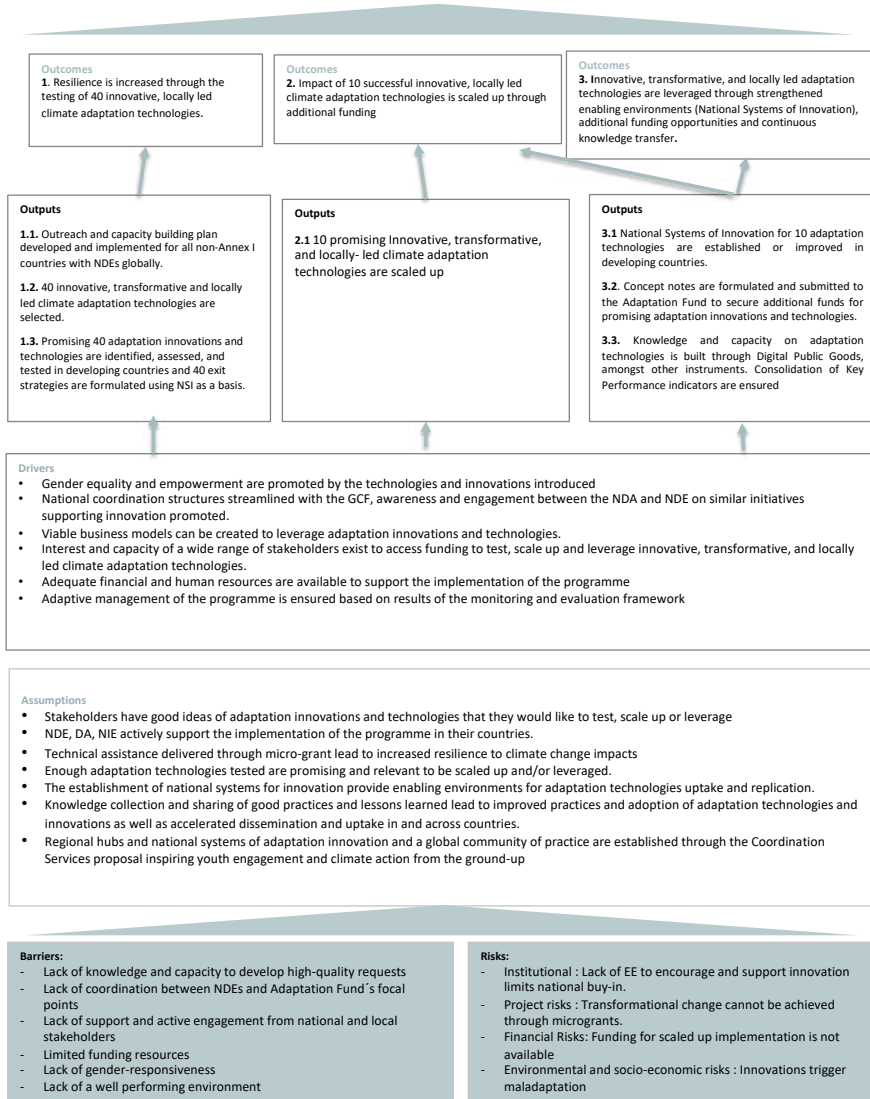 Outcomes
1. Resilience is increased through the
testing of 40 innovative, locally led
climate adaptation technologies.
Outcomes
2. Impact of 10 successful innovative, locally led
climate adaptation technologies is scaled up through
additional funding
Outcomes
3. Innovative, transformative, and locally led adaptation
technologies are leveraged through strengthened
enabling environments (National Systems of Innovation),
additional funding opportunities and continuous
knowledge transfer.
Outputs
1.1. Outreach and capacity building plan
developed and implemented for all non-Annex I
countries with NDEs globally.
1.2. 40 innovative, transformative and locally
led climate adaptation technologies are
selected.
1.3. Promising 40 adaptation innovations and
technologies are identified, assessed, and
tested in developing countries and 40 exit
strategies are formulated using NSI as a basis.
Outputs
2.1 10 promising Innovative, transformative,
and locally- led climate adaptation
technologies are scaled up
Outputs
3.1 National Systems of Innovation for 10 adaptation
technologies are established or improved in
developing countries.
3.2. Concept notes are formulated and submitted to
the Adaptation Fund to secure additional funds for
promising adaptation innovations and technologies.
3.3. Knowledge and capacity on adaptation
technologies is built through Digital Public Goods,
amongst other instruments. Consolidation of Key
Performance indicators are ensured
Drivers
• Gender equality and empowerment are promoted by the technologies and innovations introduced
• National coordination structures streamlined with the GCF, awareness and engagement between the NDA and NDE on similar initiatives
supporting innovation promoted.
• Viable business models can be created to leverage adaptation innovations and technologies.
• Interest and capacity of a wide range of stakeholders exist to access funding to test, scale up and leverage innovative, transformative, and locally
led climate adaptation technologies.
• Adequate financial and human resources are available to support the implementation of the programme
• Adaptive management of the programme is ensured based on results of the monitoring and evaluation framework
Assumptions
• Stakeholders have good ideas of adaptation innovations and technologies that they would like to test, scale up or leverage
• NDE, DA, NIE actively support the implementation of the programme in their countries.
• Technical assistance delivered through micro-grant lead to increased resilience to climate change impacts
• Enough adaptation technologies tested are promising and relevant to be scaled up and/or leveraged.
• The establishment of national systems for innovation provide enabling environments for adaptation technologies uptake and replication.
• Knowledge collection and sharing of good practices and lessons learned lead to improved practices and adoption of adaptation technologies and
innovations as well as accelerated dissemination and uptake in and across countries.
• Regional hubs and national systems of adaptation innovation and a global community of practice are established through the Coordination
Services proposal inspiring youth engagement and climate action from the ground-up
Barriers:
- Lack of knowledge and capacity to develop high-quality requests
- Lack of coordination between NDEs and Adaptation Fund´s focal
points
- Lack of support and active engagement from national and local
stakeholders
- Limited funding resources
- Lack of gender-responsiveness
- Lack of a well performing environment
Risks:
- Institutional : Lack of EE to encourage and support innovation
limits national buy-in.
- Project risks : Transformational change cannot be achieved
through microgrants.
- Financial Risks: Funding for scaled up implementation is not
available
- Environmental and socio-economic risks : Innovations trigger
maladaptation